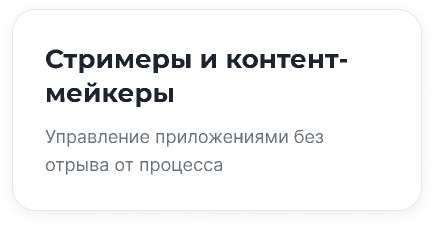 Стримеры и контент-
мейкеры
Управление приложениями без
отрыва от процесса